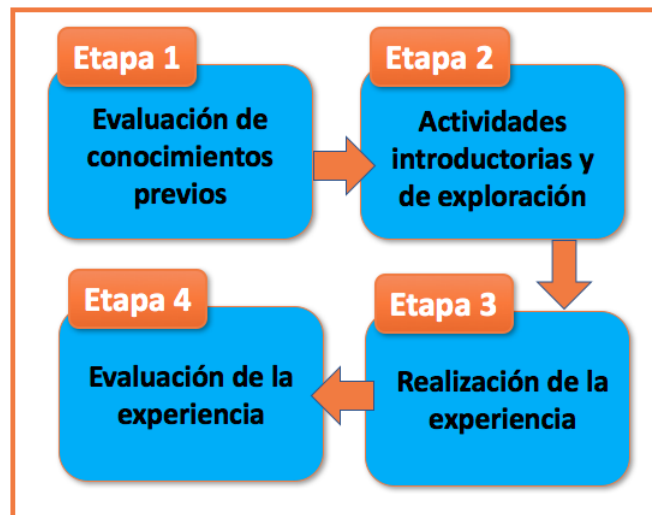 Etapa 1
Evaluación de
conocimientos
previos
Etapa 2
Actividades
introductorias y
de exploración
Etapa 3
Realización de la
experiencia
Etapa 4
Evaluación de la
experiencia